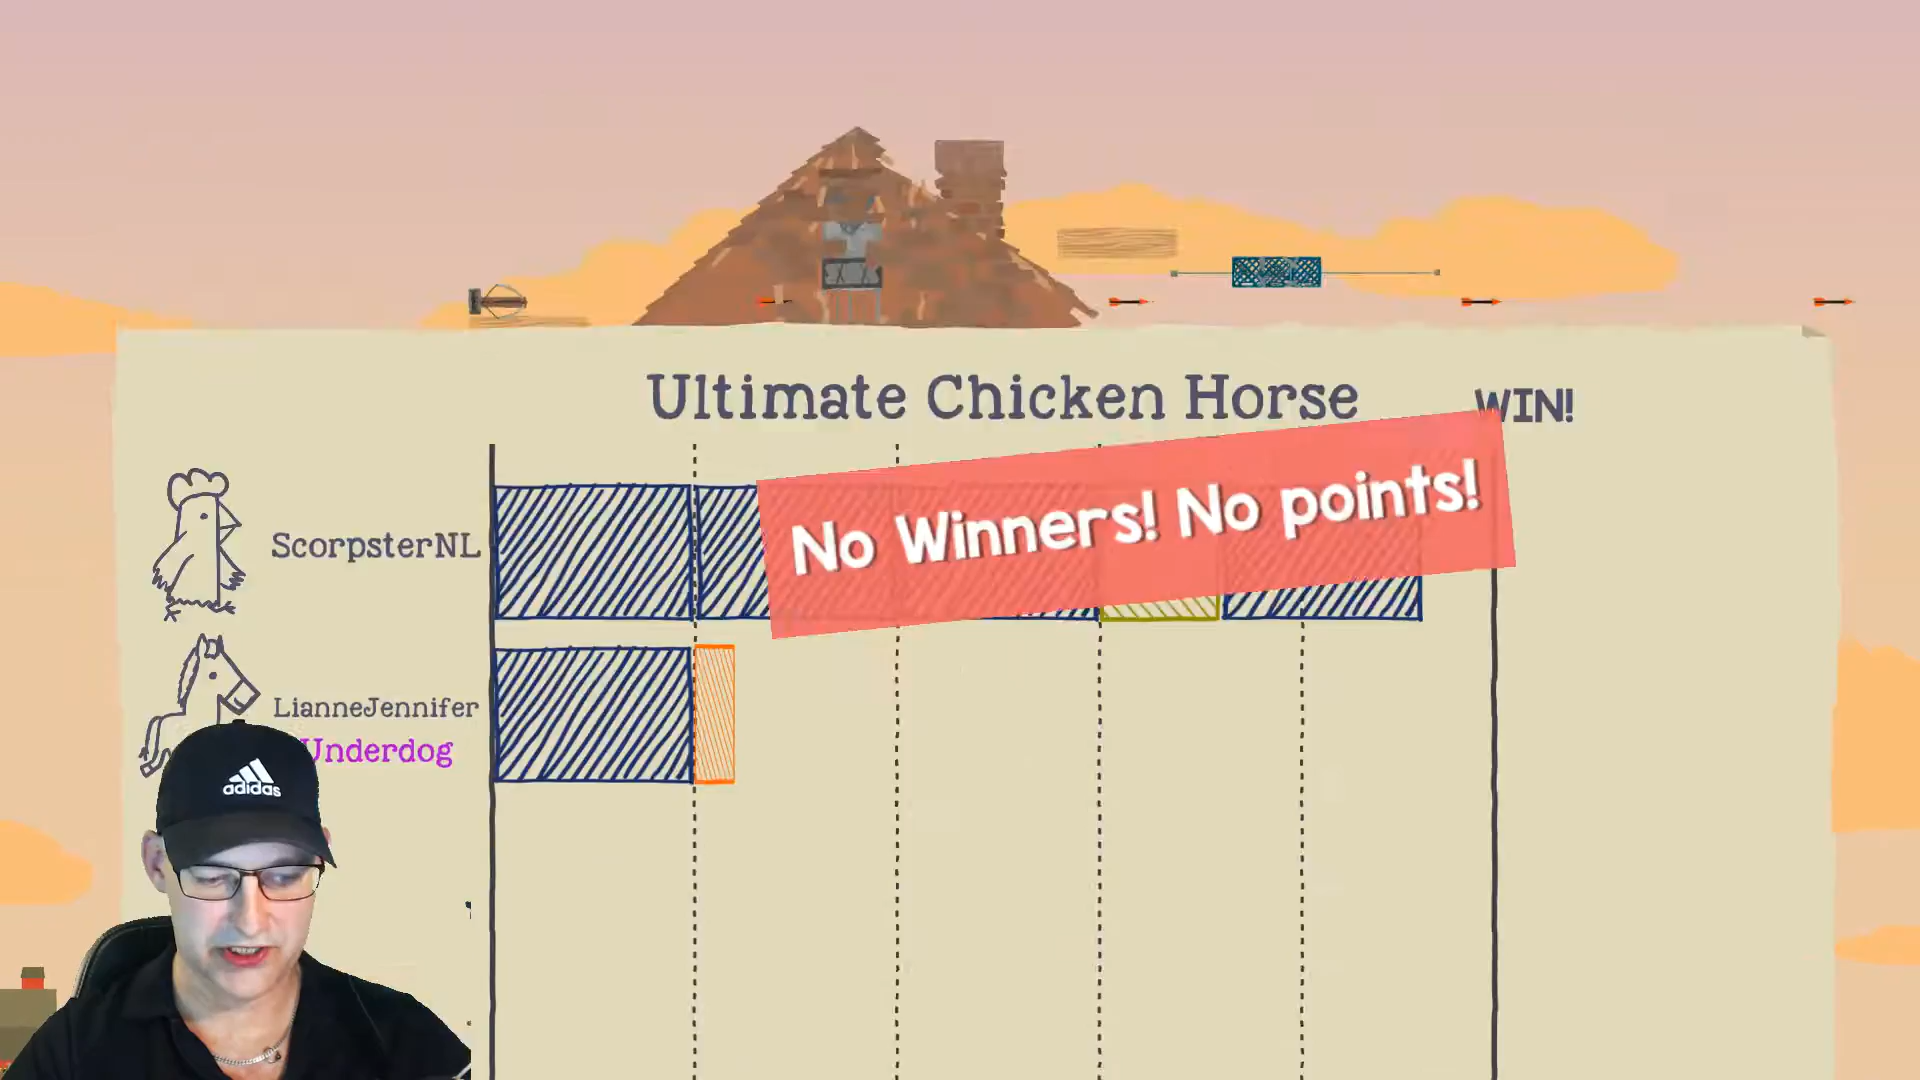 Ultimate Chicken Horse
WIN!
No Winners! No points!
ScorpsterNL
LianneJennifer
Underdog
adidas